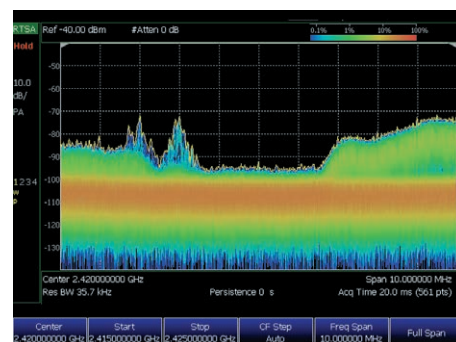 RTSA Ref -40.00 dBm #Atten 0 dB 0.1% 1% 10% 100%
Hold
-50
10.0 -60
dB/
PA -70
-80
-90
1234 -100
W
P
-110
-120
-130
Center 2.420000000 GHz Span 10.000000 MHz
Res BW 35.7 kHz Persistence 0 s Acq Time 20.0 ms (561 pts)
Center Start Stop CF Step Freq Span Full Span
2.420000000 GHz 2.415000000 GHz 2.425000000 GHz Auto 10.000000 MHz